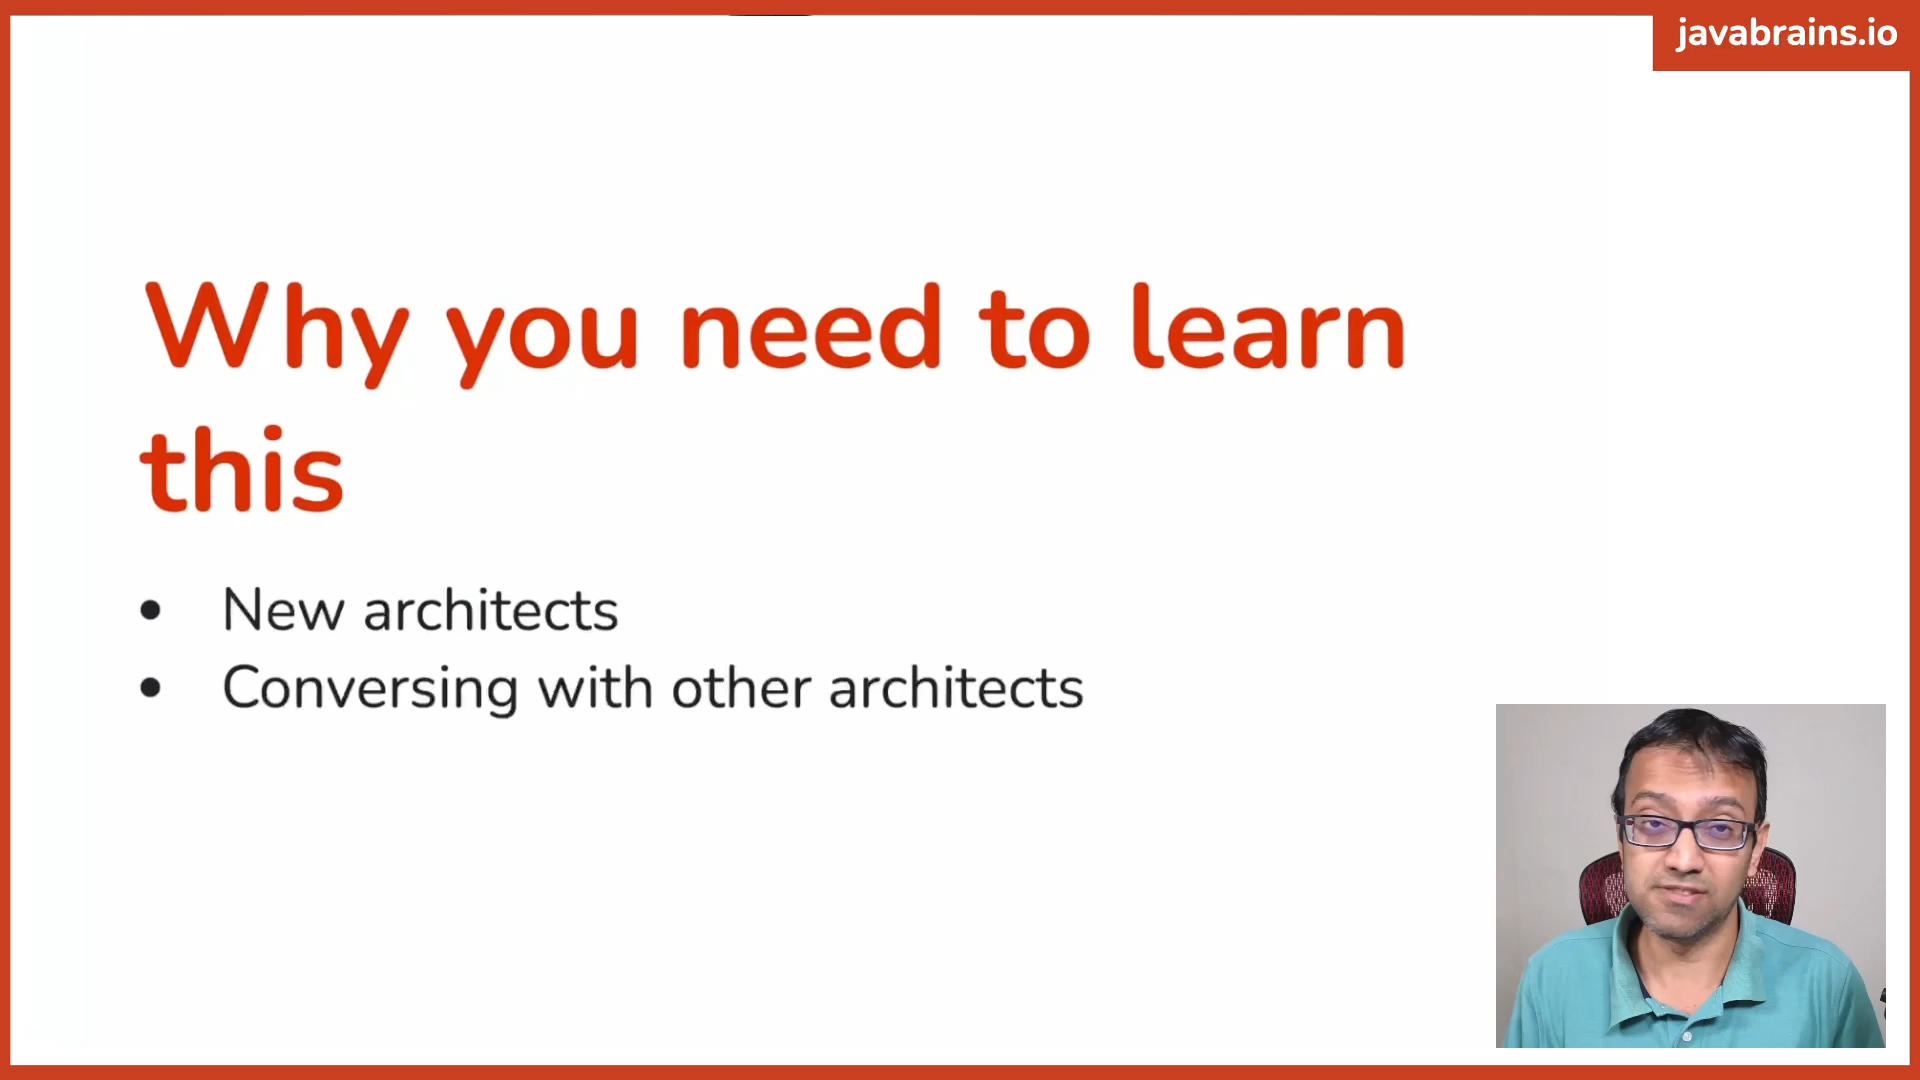 javabrains.io
Why you need to learn
this
• New architects
• Conversing with other architects